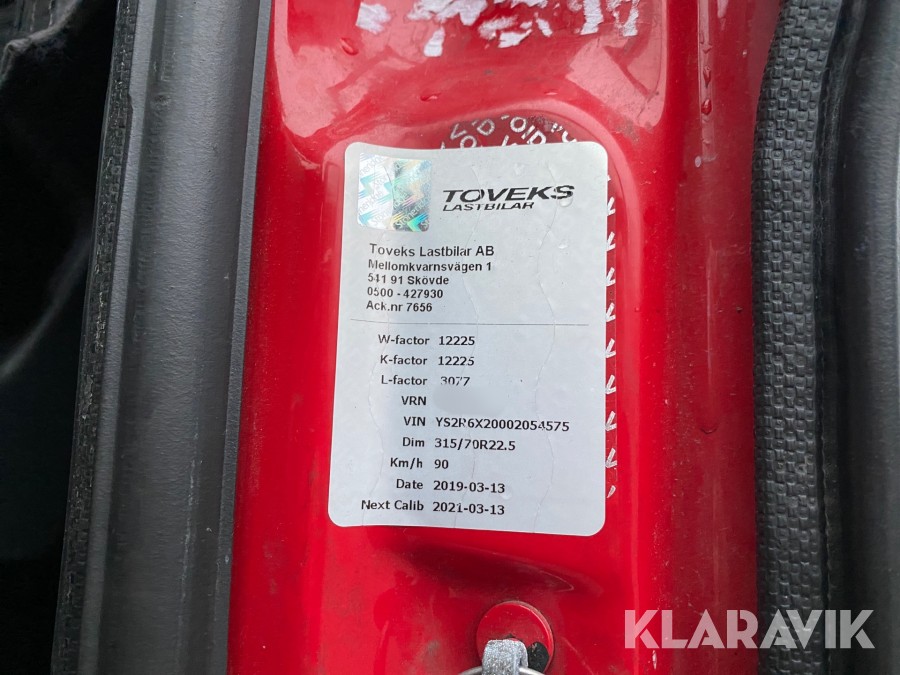 TOVEKS
LASTBILAR
Toveks Lastbilar AB
Mellomkvarnsvägen 1
541 91 Skövde
0500 - 427930
Ack.nr 7656
W-factor 12225
K-factor 12225
L-factor 3077
VRN
VIN YS2R6X20002054575
Dim 315/70R22.5
Km/h 90
Date 2019-03-13
Next Calib 2021-03-13
KLARAVIK